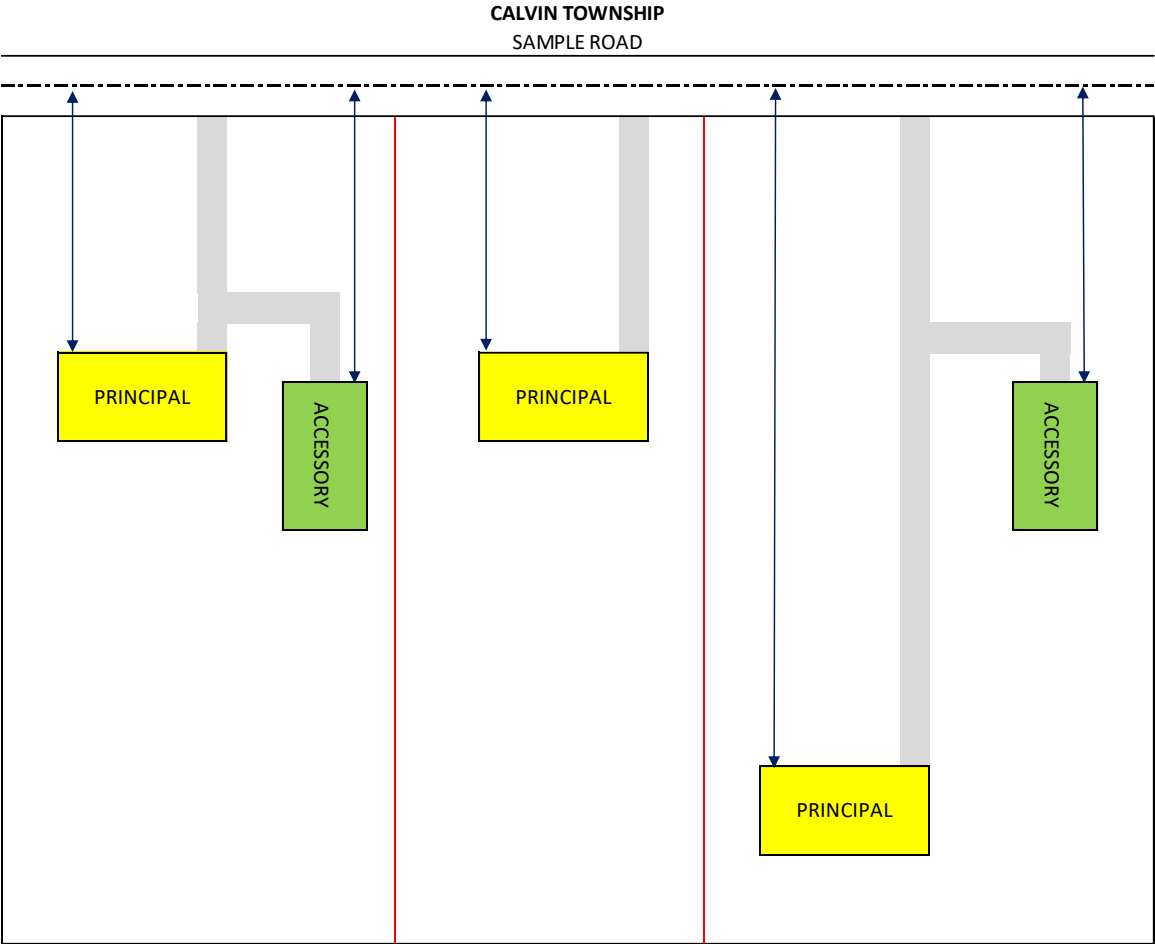 CALVIN TOWNSHIP
SAMPLE ROAD
PRINCIPAL
ACCESSORY
PRINCIPAL
ACCESSORY
PRINCIPAL